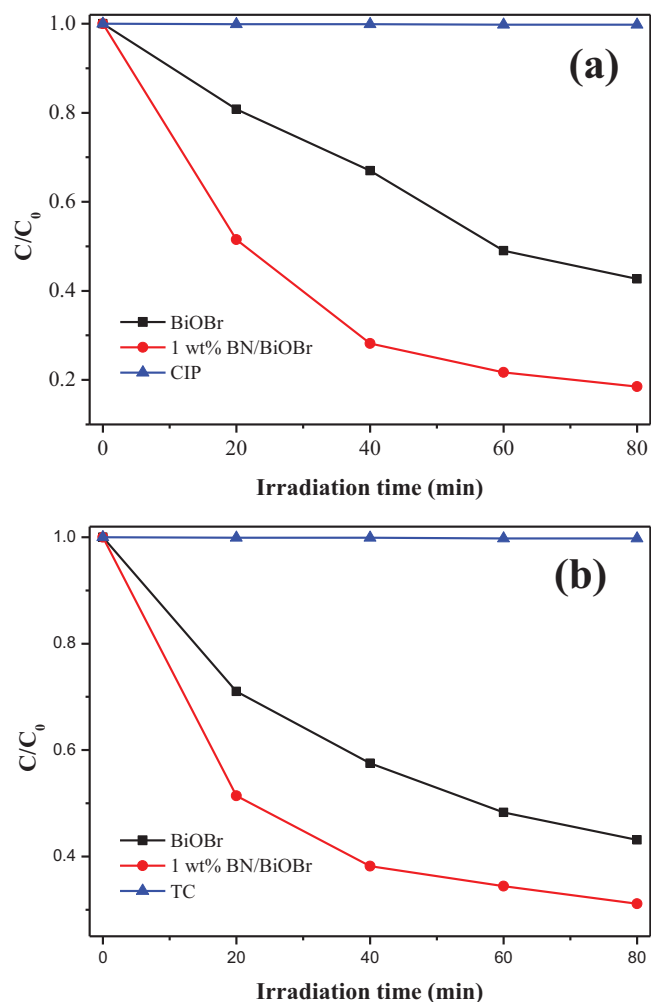 (a)
1.0
0.8
0.6
0.4
0.2
C/C₀
BiOBr
1 wt% BN/BiOBr
CIP
0 20 40 60 80
Irradiation time (min)
(b)
1.0
0.8
0.6
0.4
C/C₀
BiOBr
1 wt% BN/BiOBr
TC
0 20 40 60 80
Irradiation time (min)